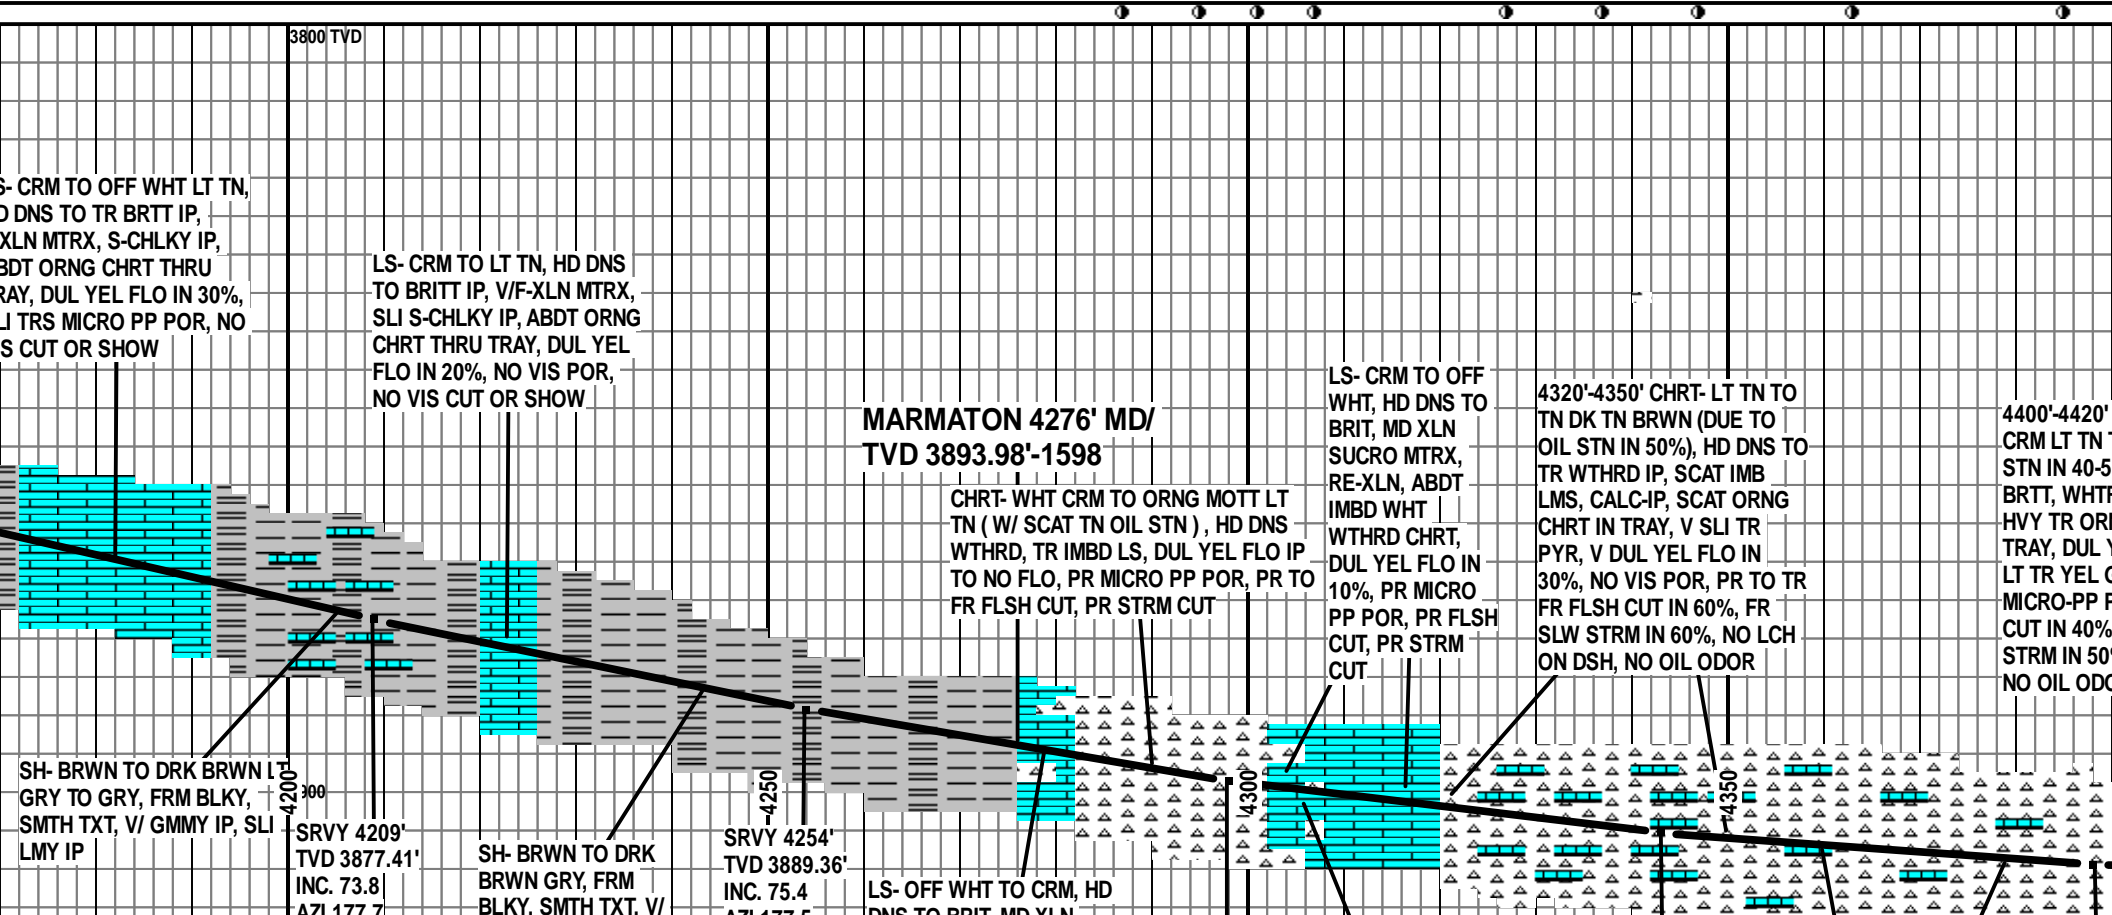 3800 TVD
S- CRM TO OFF WHT LT TN,
D DNS TO TR BRTT IP,
XLN MTRX, S-CHLKY IP,
BDT ORNG CHRT THRU
RAY, DUL YEL FLO IN 30%,
LI TRS MICRO PP POR, NO
S CUT OR SHOW
LS- CRM TO LT TN, HD DNS
TO BRITT IP, V/F-XLN MTRX,
SLI S-CHLKY IP, ABDT ORNG
CHRT THRU TRAY, DUL YEL
FLO IN 20%, NO VIS POR,
NO VIS CUT OR SHOW
MARMATON 4276' MD/
TVD 3893.98'-1598
CHRT- WHT CRM TO ORNG MOTT LT
TN ( W/ SCAT TN OIL STN ) , HD DNS
WTHRD, TR IMBD LS, DUL YEL FLO IP
TO NO FLO, PR MICRO PP POR, PR TO
FR FLSH CUT, PR STRM CUT
LS- CRM TO OFF
WHT, HD DNS TO
BRIT, MD XLN
SUCRO MTRX,
RE-XLN, ABDT
IMBD WHT
WTHRD CHRT,
DUL YEL FLO IN
10%, PR MICRO
PP POR, PR FLSH
CUT, PR STRM
CUT
4320'-4350' CHRT- LT TN TO
TN DK TN BRWN (DUE TO
OIL STN IN 50%), HD DNS TO
TR WTHRD IP, SCAT IMB
LMS, CALC-IP, SCAT ORNG
CHRT IN TRAY, V SLI TR
PYR, V DUL YEL FLO IN
30%, NO VIS POR, PR TO TR
FR FLSH CUT IN 60%, FR
SLW STRM IN 60%, NO LCH
ON DSH, NO OIL ODOR
4400'-4420'
CRM LT TN T
STN IN 40-5
BRTT, WHTR
HVY TR ORN
TRAY, DUL Y
LT TR YEL
MICRO-PP P
CUT IN 40%
STRM IN 50%
NO OIL ODO
SH- BRWN TO DRK BRWN LT
GRY TO GRY, FRM BLKY,
SMTH TXT, V/ GMMY IP, SLI
LMY IP
4200
900
SRVY 4209'
TVD 3877.41'
INC. 73.8
AZI 177.7
SH- BRWN TO DRK
BRWN GRY, FRM
BLKY, SMTH TXT, V/
4250
SRVY 4254'
TVD 3889.36'
INC. 75.4
AZI 177.5
LS- OFF WHT TO CRM, HD
DNS TO BRIT, MD XLN
4300
4350